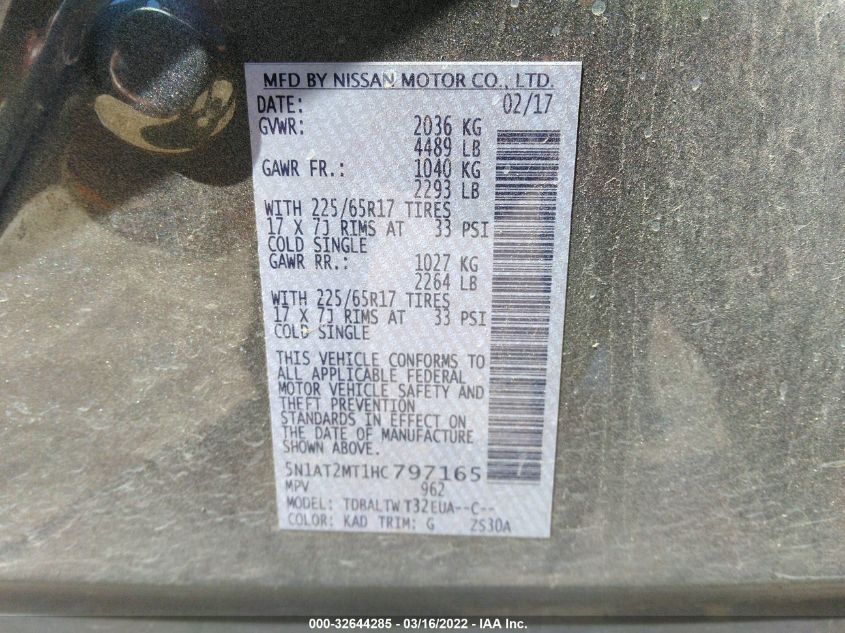 MFD BY NISSAN MOTOR CO., LTD.
DATE: 02/17
GVWR: 2036 KG
4489 LB
GAWR FR.: 1040 KG
2293 LB
WITH 225/65R17 TIRES
17 X 7J RIMS AT 33 PSI
COLD SINGLE
GAWR RR.: 1027 KG
2264 LB
WITH 225/65R17 TIRES
17 X 7J RIMS AT 33 PSI
COLD SINGLE
THIS VEHICLE CONFORMS TO
ALL APPLICABLE FEDERAL
MOTOR VEHICLE SAFETY AND
THEFT PREVENTION
STANDARDS IN EFFECT ON
THE DATE OF MANUFACTURE
SHOWN ABOVE.
5N1AT2MT1HC797165
MPV 962
MODEL: TDBALTW T32EUA--C--
COLOR: KAD TRIM: G ZS30A
000-32644285 - 03/16/2022 - IAA Inc.